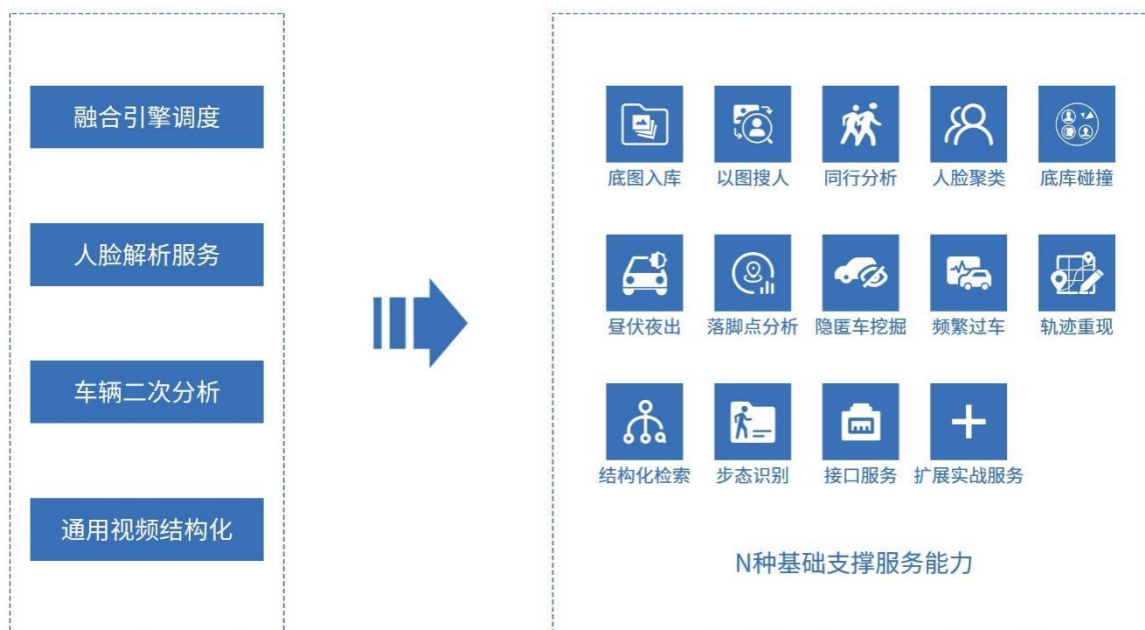 融合引擎调度
人脸解析服务
车辆二次分析
通用视频结构化
底图入库 以图搜人 同行分析 人脸聚类 底库碰撞
昼伏夜出 落脚点分析 隐匿车挖掘 频繁过车 轨迹重现
结构化检索 步态识别 接口服务 扩展实战服务
N种基础支撑服务能力